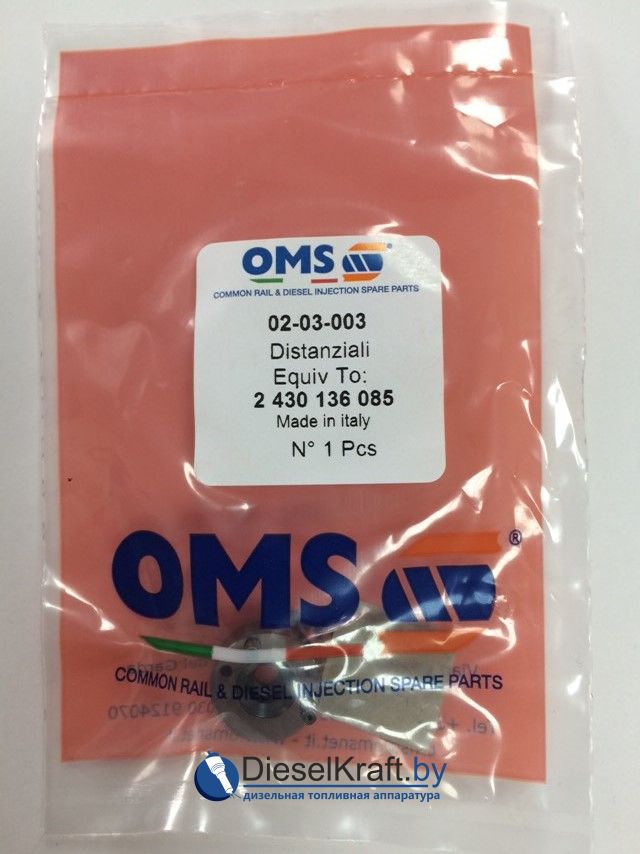 OMS
COMMON RAIL & DIESEL INJECTION SPARE PARTS
02-03-003
Distanziali
Equiv To:
2 430 136 085
Made in italy
N° 1 Pcs
OMS ®
COMMON RAIL & DIESEL INJECTION SPARE PARTS
DieselKraft.by
дизельная топливная аппаратура